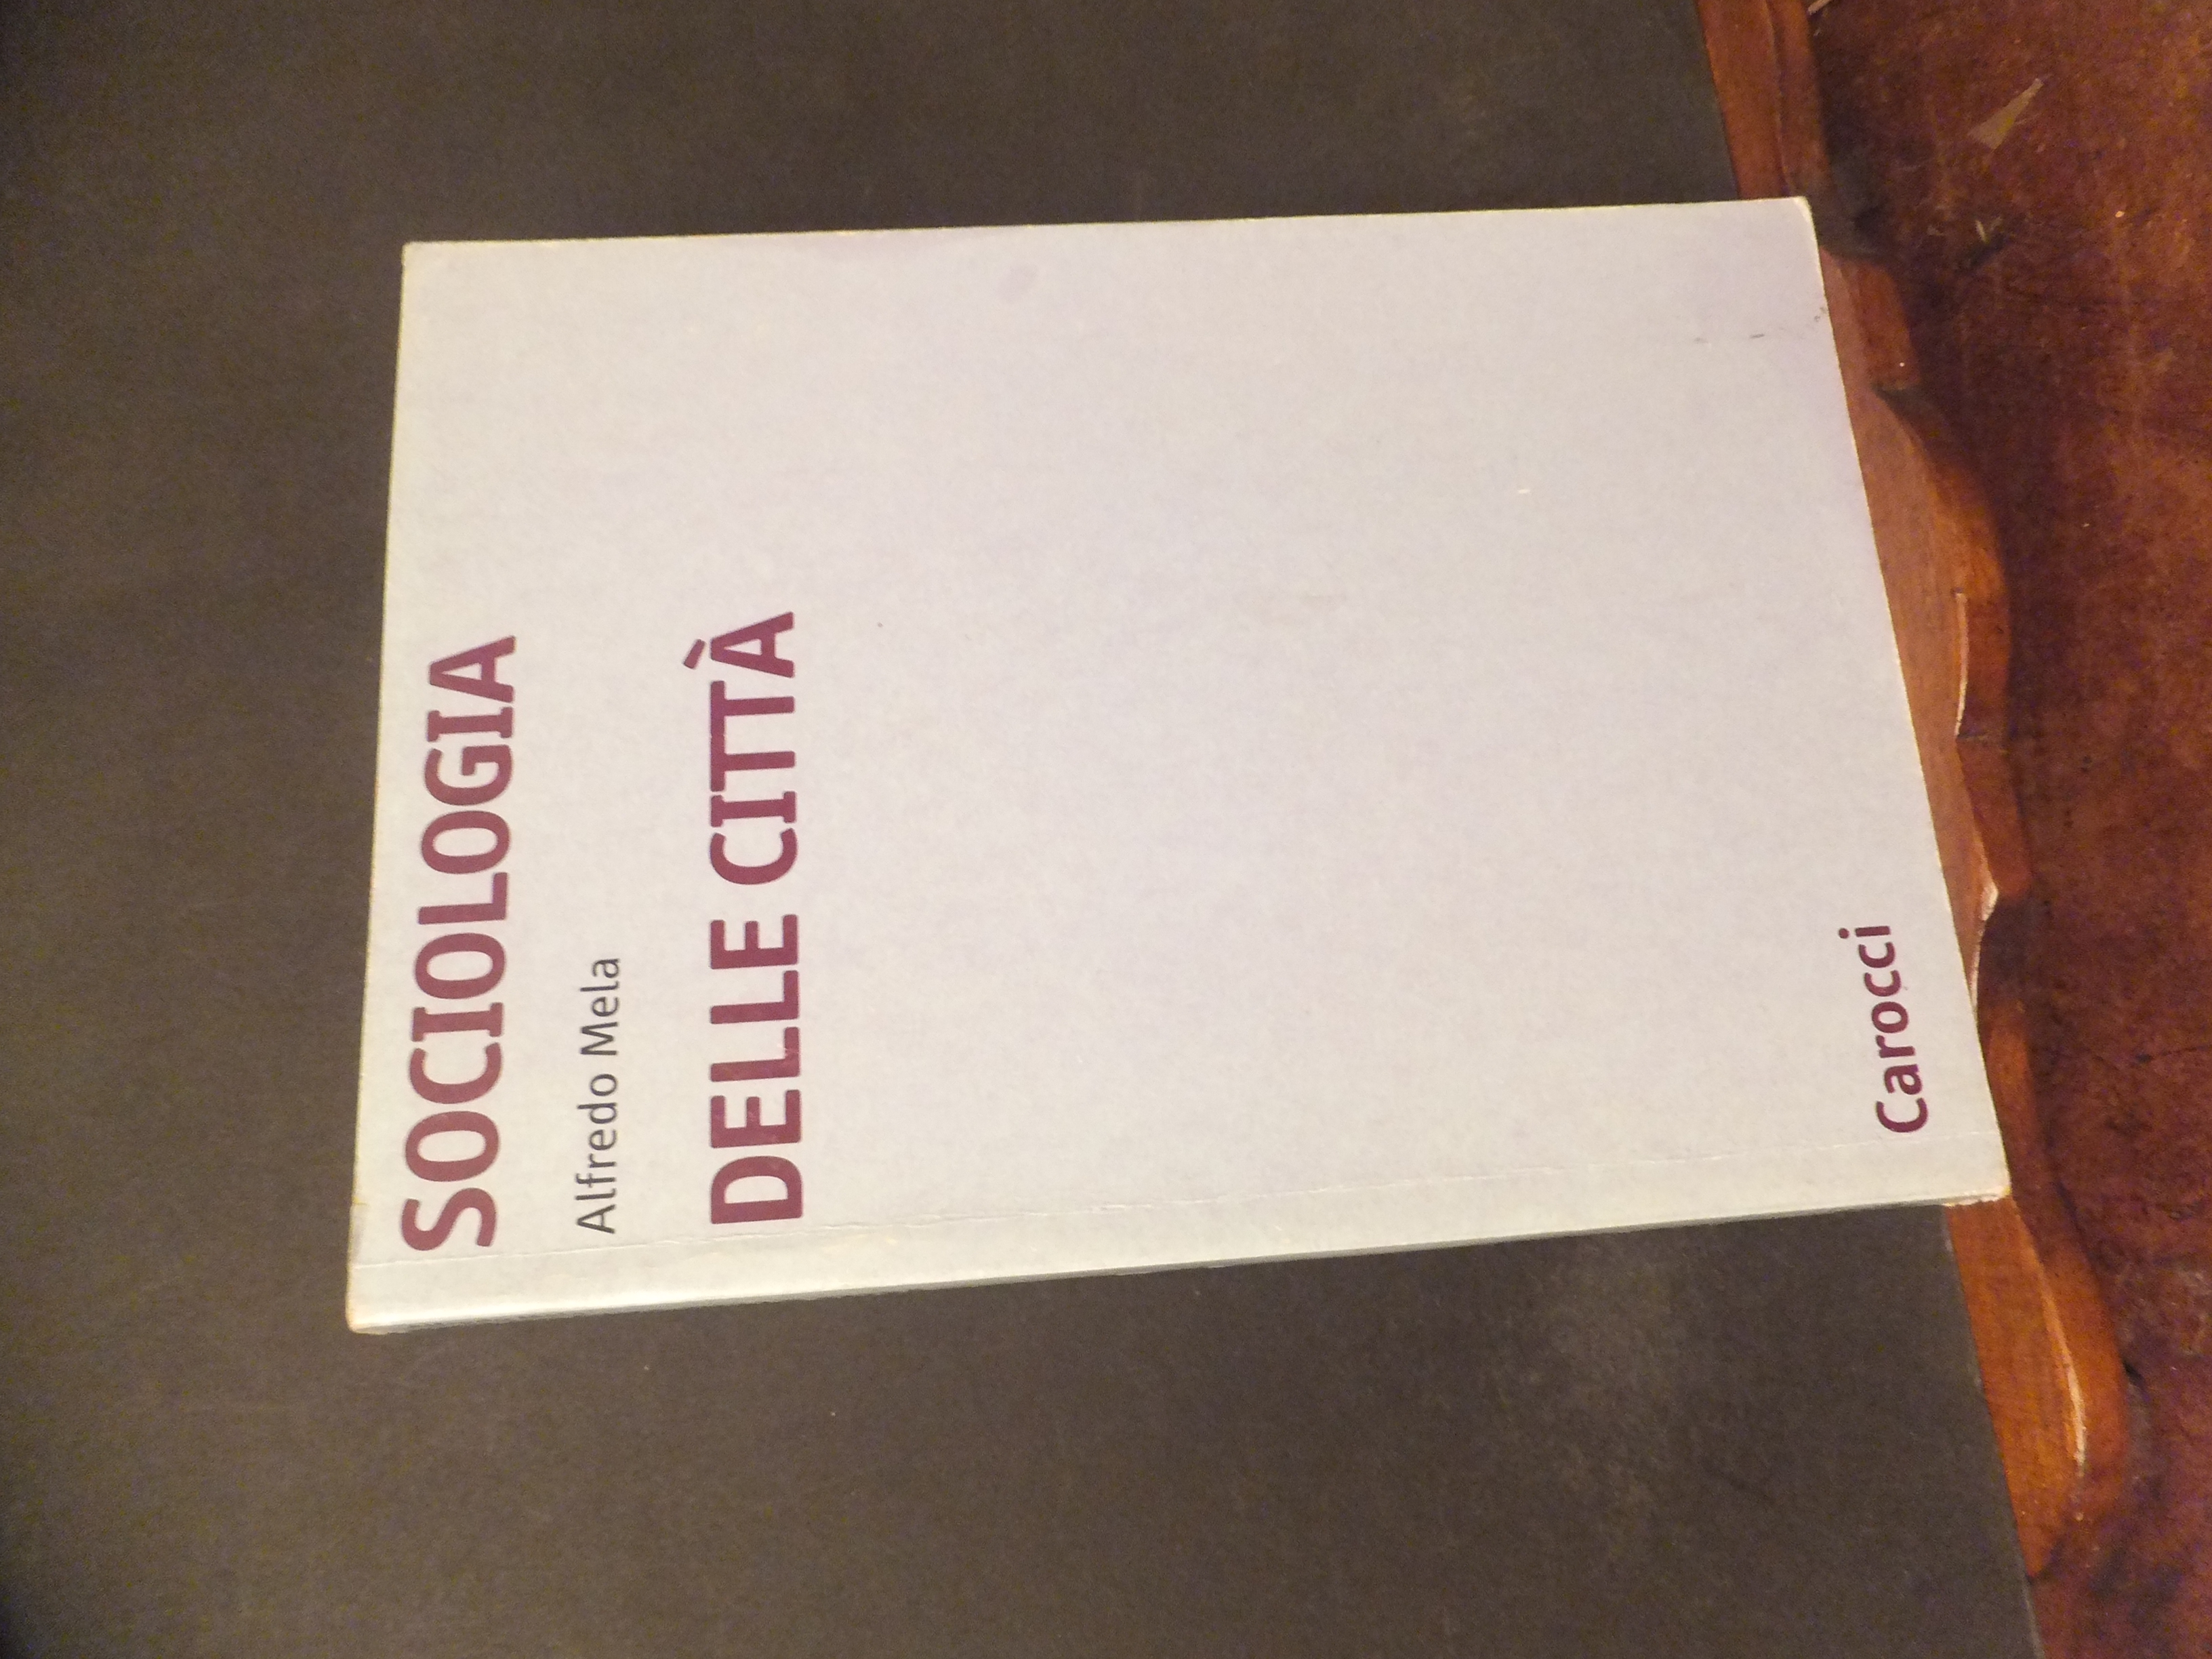 SOCIOLOGIA
Alfredo Mela
DELLE CITTÀ
Carocci